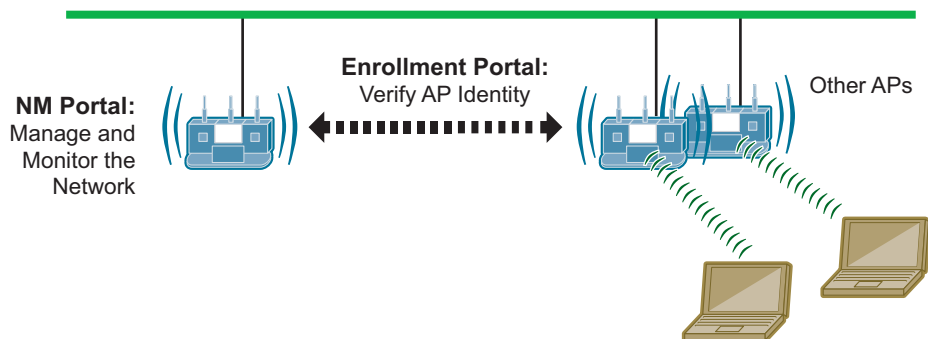 Enrollment Portal:
Verify AP Identity
Other APs
NM Portal:
Manage and
Monitor the
Network